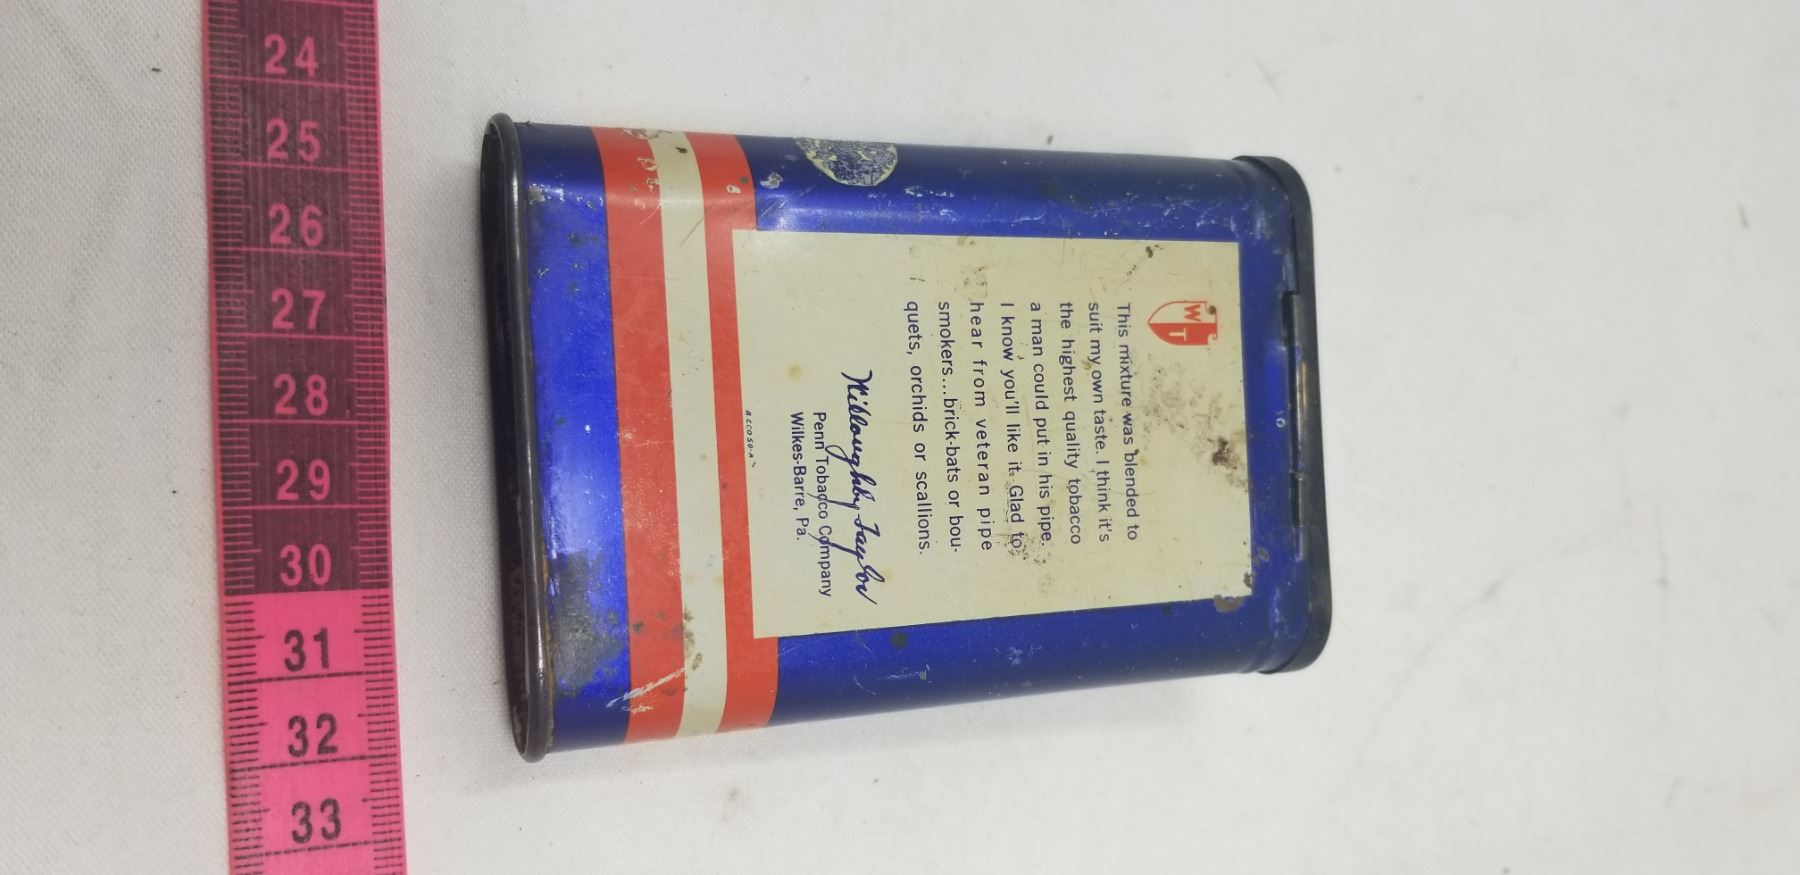 24
25
26
27
28
29
30
31
32
33
W
T
This mixture was blended to
suit my own taste. I think it's
the highest quality tobacco
a man could put in his pipe.
I know you'll like it. Glad to
hear from veteran pipe
smokers...brick-bats or bou-
quets, orchids or scallions.
Willoughby Taylor
Penn Tobacco Company
Wilkes-Barre, Pa.